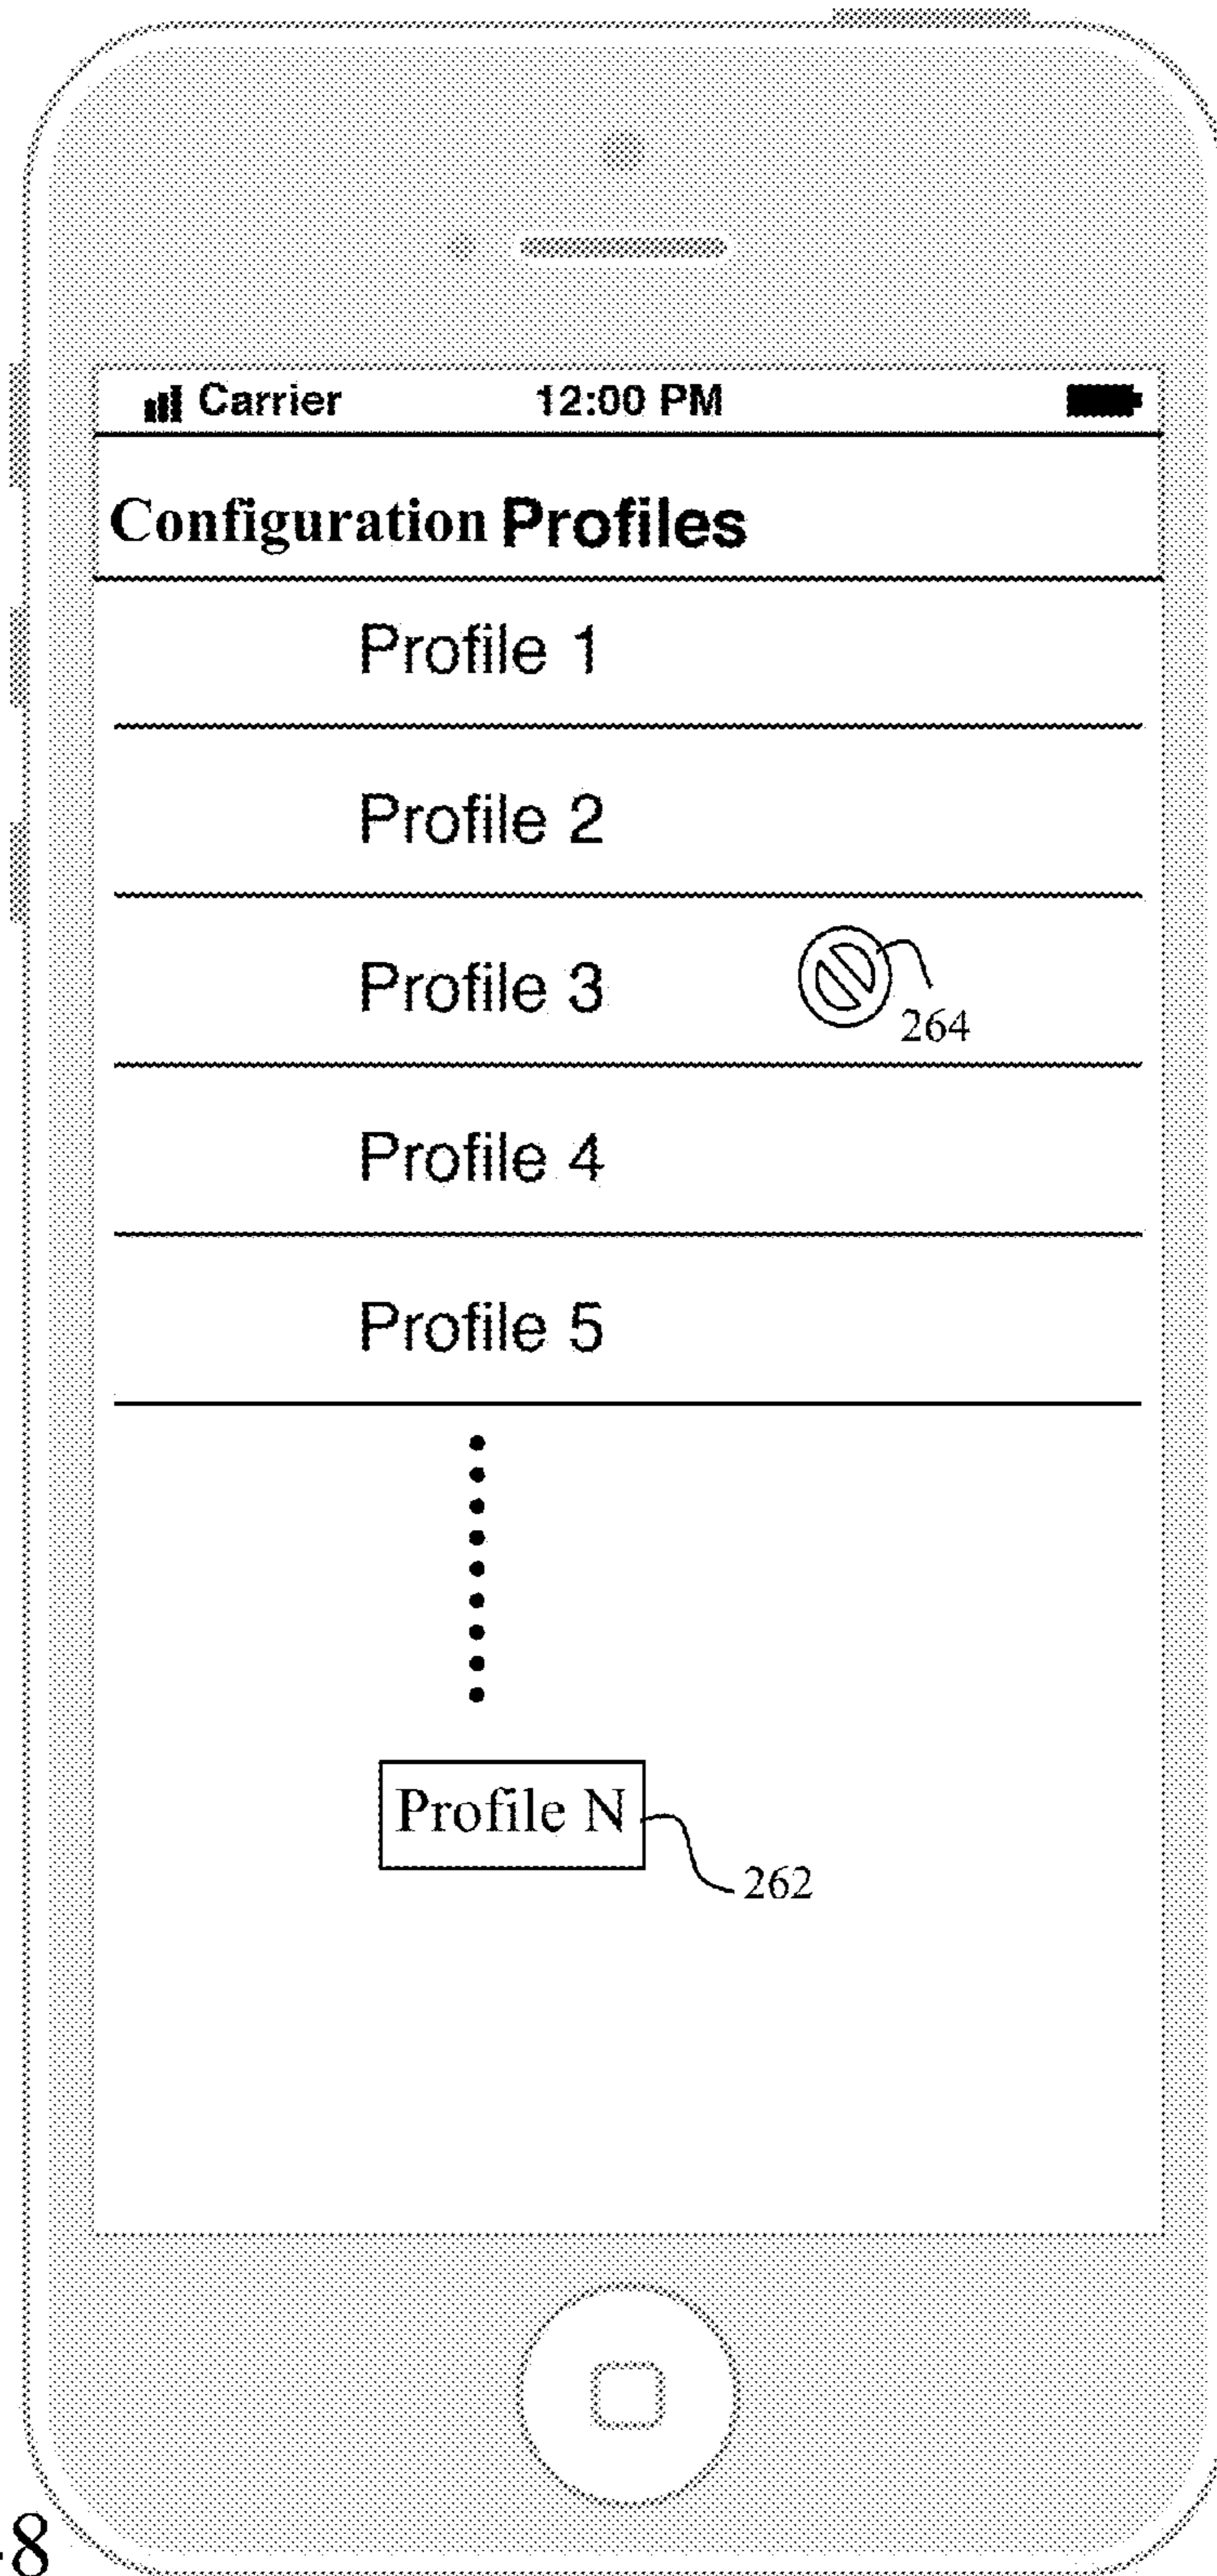 Carrier 12:00 PM
Configuration Profiles
Profile 1
Profile 2
Profile 3
264
Profile 4
Profile 5
Profile N
262
-8